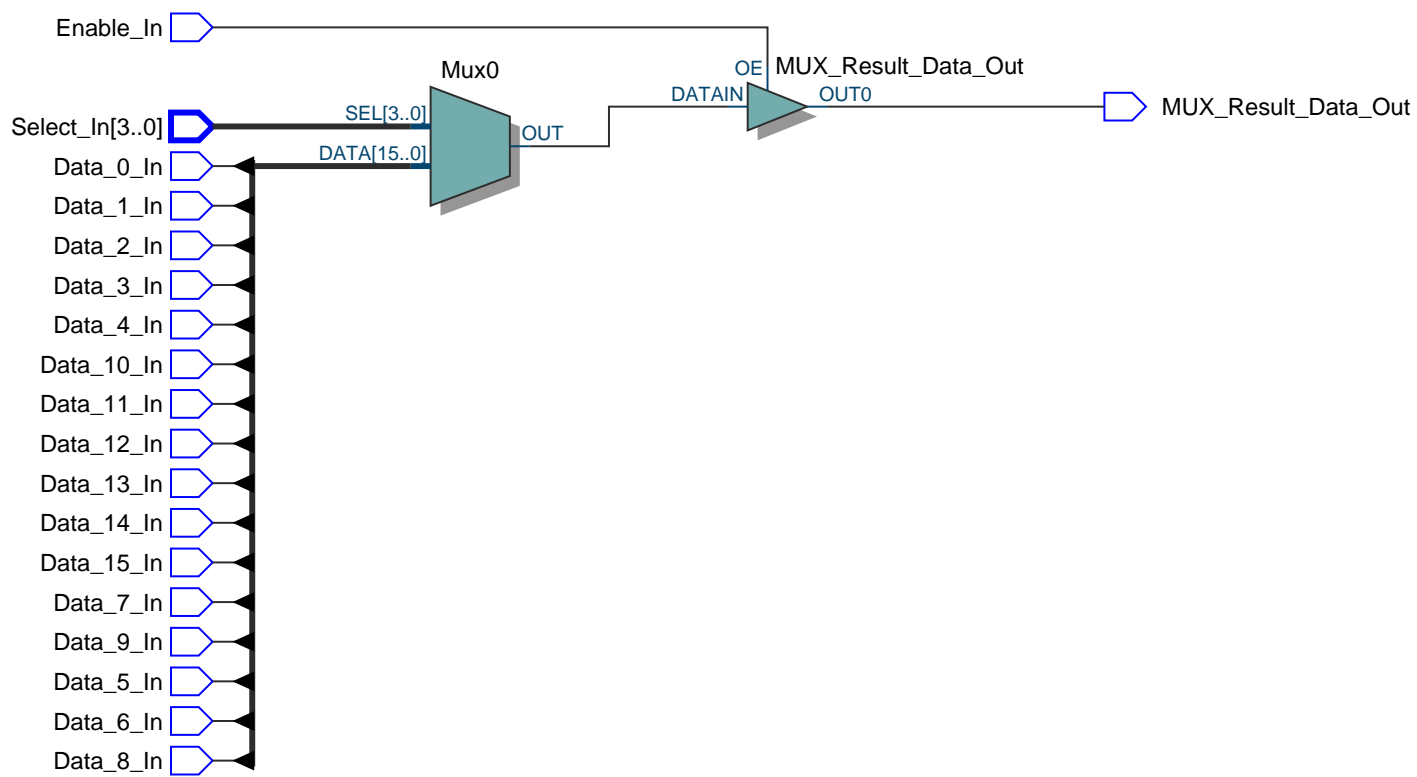 Enable_In
Mux0
OE
MUX_Result_Data_Out
DATAIN
OUT0
MUX_Result_Data_Out
Select_In[3..0]
SEL[3..0]
OUT
DATA[15..0]
Data_0_In
Data_1_In
Data_2_In
Data_3_In
Data_4_In
Data_10_In
Data_11_In
Data_12_In
Data_13_In
Data_14_In
Data_15_In
Data_7_In
Data_9_In
Data_5_In
Data_6_In
Data_8_In